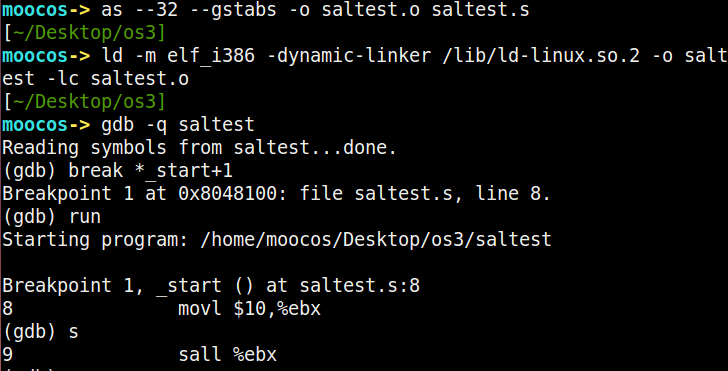 moocos-> as --32 --gstabs -o saltest.o saltest.s
[~/Desktop/os3]
moocos-> ld -m elf_i386 -dynamic-linker /lib/ld-linux.so.2 -o salt
est -lc saltest.o
[~/Desktop/os3]
moocos-> gdb -q saltest
Reading symbols from saltest...done.
(gdb) break *_start+1
Breakpoint 1 at 0x8048100: file saltest.s, line 8.
(gdb) run
Starting program: /home/moocos/Desktop/os3/saltest
Breakpoint 1, _start () at saltest.s:8
8 movl $10,%ebx
(gdb) s
9 sall %ebx